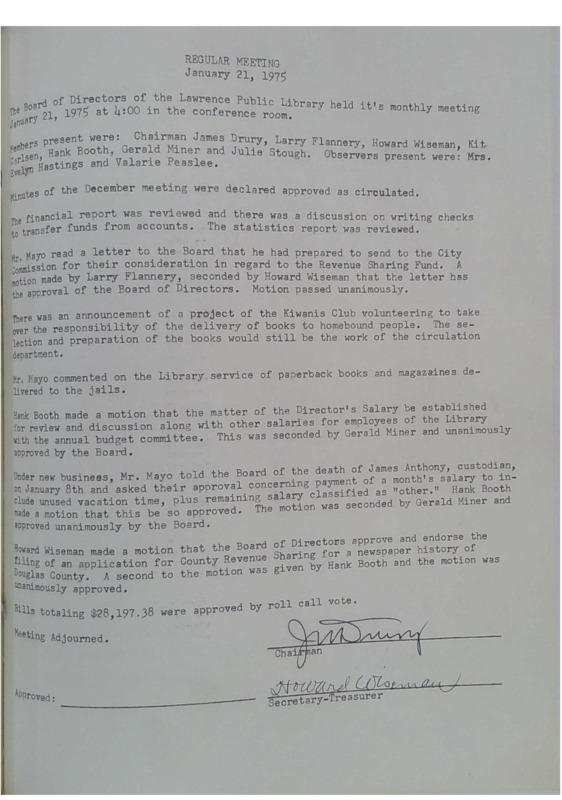 REGULAR MEETING
January 21, 1975
The Board of Directors of the Lawrence Public Library held it's monthly meeting
January 21, 1975 at 4:00 in the conference room.
Members present were: Chairman James Drury, Larry Flannery, Howard Wiseman, Kit
Carlsen, Hank Booth, Gerald Miner and Julie Stough. Observers present were: Mrs.
Evelyn Hastings and Valarie Peaslee.
Minutes of the December meeting were declared approved as circulated.
The financial report was reviewed and there was a discussion on writing checks
to transfer funds from accounts. The statistics report was reviewed.
Mr. Mayo read a letter to the Board that he had prepared to send to the City
Commission for their consideration in regard to the Revenue Sharing Fund. A
motion made by Larry Flannery, seconded by Howard Wiseman that the letter has
the approval of the Board of Directors. Motion passed unanimously.
There was an announcement of a project of the Kiwanis Club volunteering to take
over the responsibility of the delivery of books to homebound people. The se-
lection and preparation of the books would still be the work of the circulation
department.
Mr. Mayo commented on the Library service of paperback books and magazaines de-
livered to the jails.
Hank Booth made a motion that the matter of the Director's Salary be established
for review and discussion along with other salaries for employees of the Library
with the annual budget committee. This was seconded by Gerald Miner and unanimously
approved by the Board.
Under new business, Mr. Mayo told the Board of the death of James Anthony, custodian,
on January 8th and asked their approval concerning payment of a month's salary to in-
clude unused vacation time, plus remaining salary classified as "other." Hank Booth
made a motion that this be so approved. The motion was seconded by Gerald Miner and
approved unanimously by the Board.
Howard Wiseman made a motion that the Board of Directors approve and endorse the
filing of an application for County Revenue Sharing for a newspaper history of
Douglas County. A second to the motion was given by Hank Booth and the motion was
unanimously approved.
Bills totaling $28,197.38 were approved by roll call vote.
Meeting Adjourned.
JM Drury
Chairman
Howard Wiseman
Approved:
Secretary-Treasurer